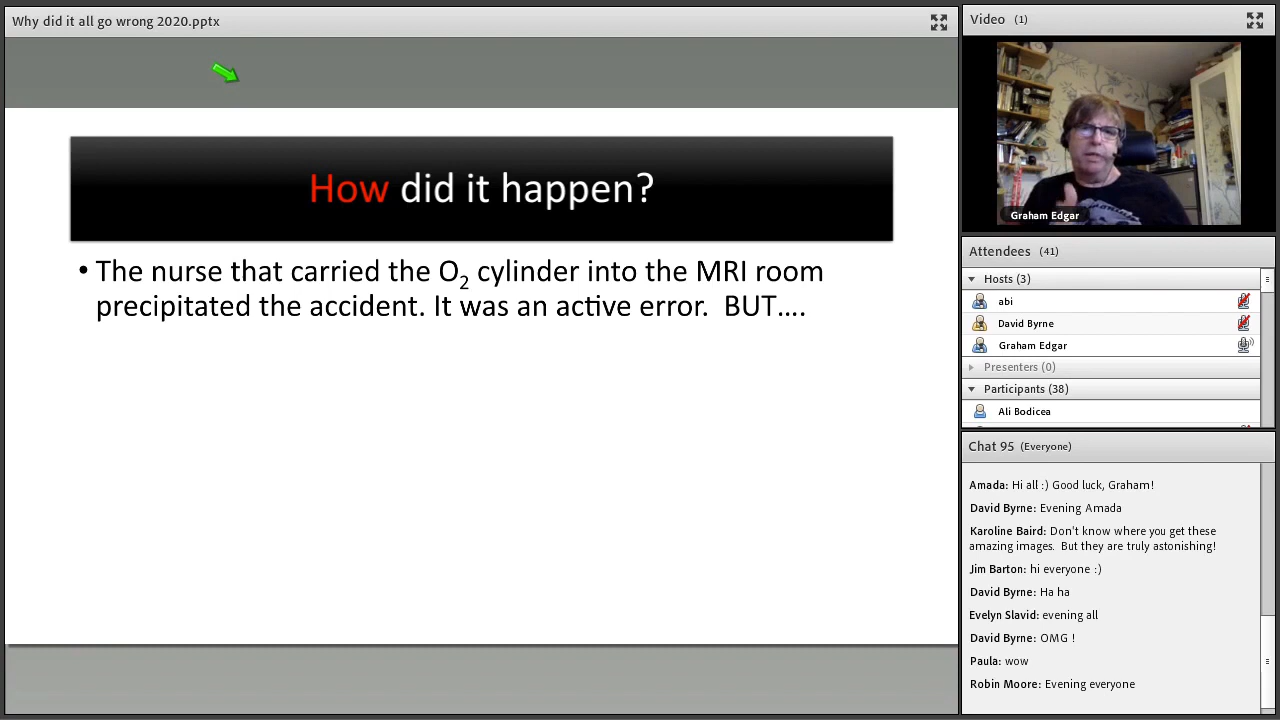 Why did it all go wrong 2020.pptx
How did it happen?
• The nurse that carried the O2 cylinder into the MRI room
precipitated the accident. It was an active error.  BUT....
Video (1)
Graham Edgar
Attendees (41)
Hosts (3)
abi
David Byrne
Graham Edgar
Presenters (0)
Participants (38)
Ali Bodicea
Chat 95 (Everyone)
Amada: Hi all :) Good luck, Graham!
David Byrne: Evening Amada
Karoline Baird: Don't know where you get these
amazing images.  But they are truly astonishing!
Jim Barton: hi everyone :)
David Byrne: Ha ha
Evelyn Slavid: evening all
David Byrne: OMG !
Paula: wow
Robin Moore: Evening everyone